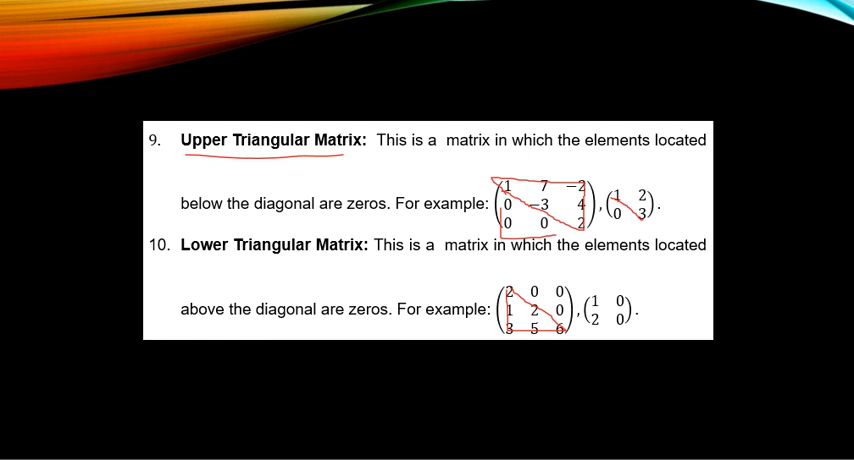 9. Upper Triangular Matrix: This is a matrix in which the elements located
below the diagonal are zeros. For example: (1 7 −2
0 −3 4
0 0 2), (1 2
0 3).
10. Lower Triangular Matrix: This is a matrix in which the elements located
above the diagonal are zeros. For example: (2 0 0
1 2 0
3 5 6), (1 0
2 0).